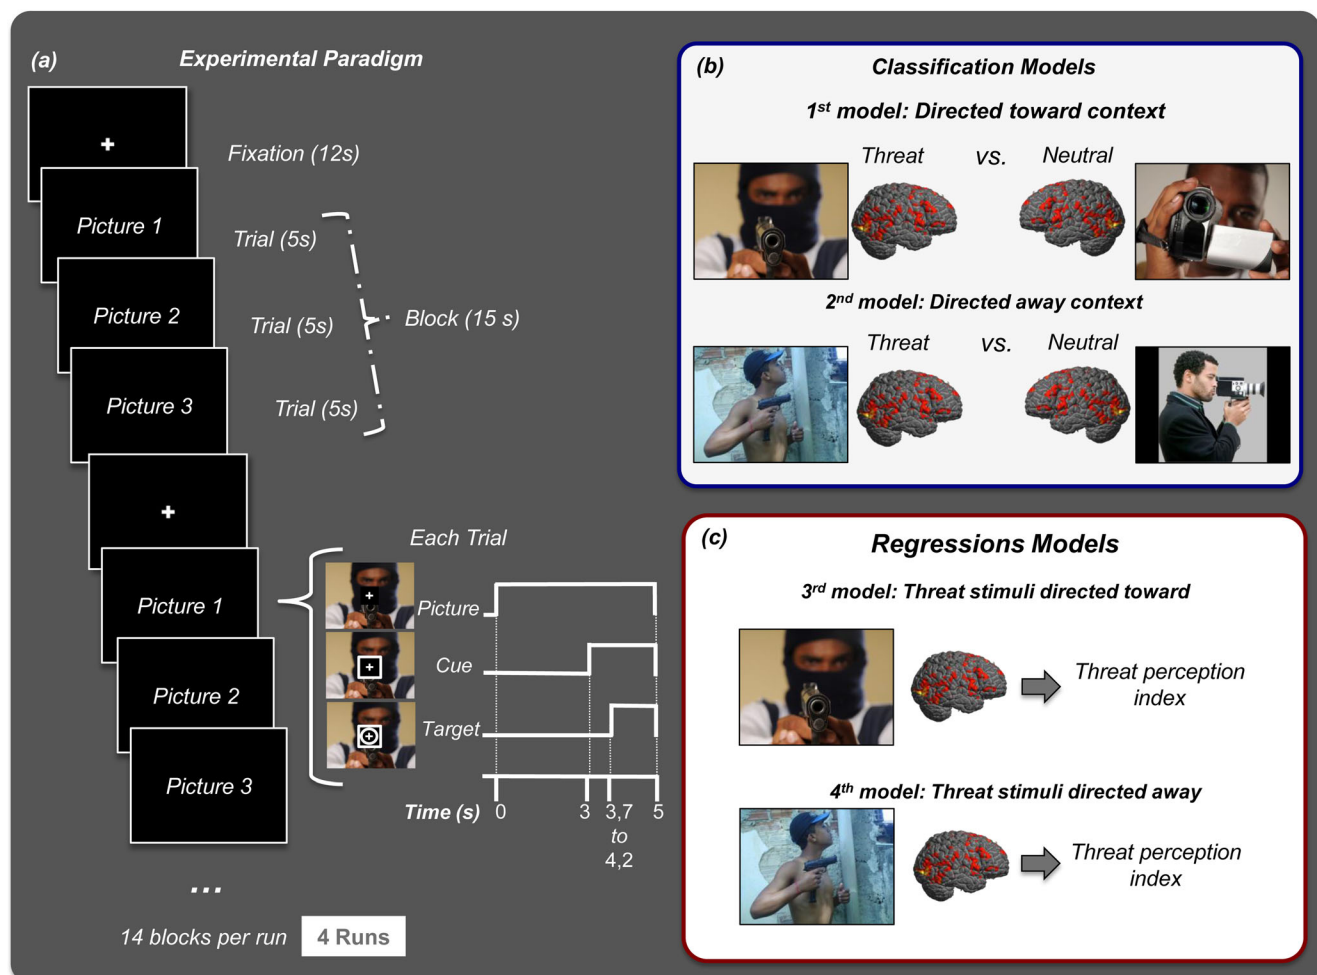 (a)
Experimental Paradigm
Fixation (12s)
Picture 1
Trial (5s)
Picture 2
Trial (5s)
Block (15 s)
Picture 3
Trial (5s)
Each Trial
Picture 1
Picture
Cue
Picture 2
Target
Picture 3
Time (s)
0
3
3,7
to
4,2
5
...
14 blocks per run
4 Runs
(b)
Classification Models
1st model: Directed toward context
Threat vs. Neutral
2nd model: Directed away context
Threat vs. Neutral
(c)
Regressions Models
3rd model: Threat stimuli directed toward
Threat perception
index
4th model: Threat stimuli directed away
Threat perception
index